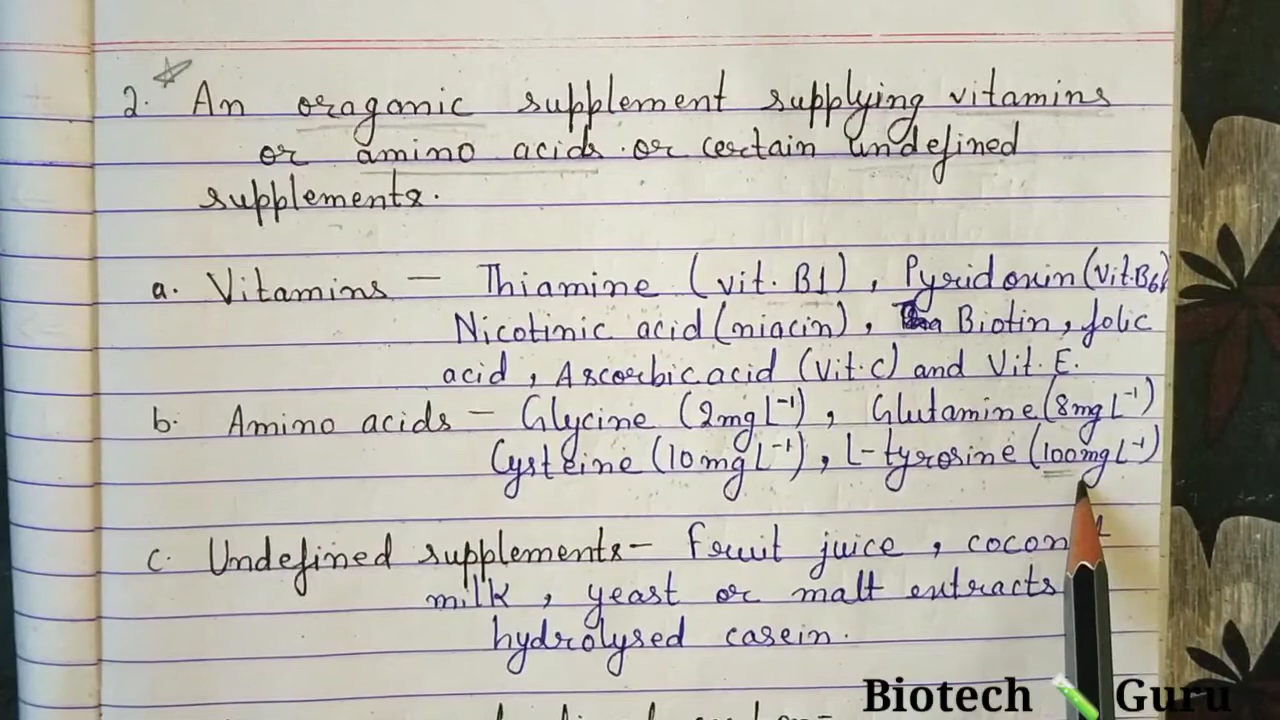 2. An oraganic supplement supplying vitamins
or amino acids or certain undefined
supplements.
a. Vitamins - Thiamine (vit. B1), Pyridoxin (Vit.B6)
Nicotinic acid (niacin), Biotin, folic
acid, Ascorbic acid (Vit.C) and Vit. E.
b. Amino acids - Glycine (2mg L⁻¹), Glutamine (8mg L⁻¹)
Cysteine (10mg L⁻¹), L-tyrosine (100mg L⁻¹)
c. Undefined supplements- Fruit juice, cocon t
milk, yeast or malt extracts
hydrolysed casein.
Biotech Guru